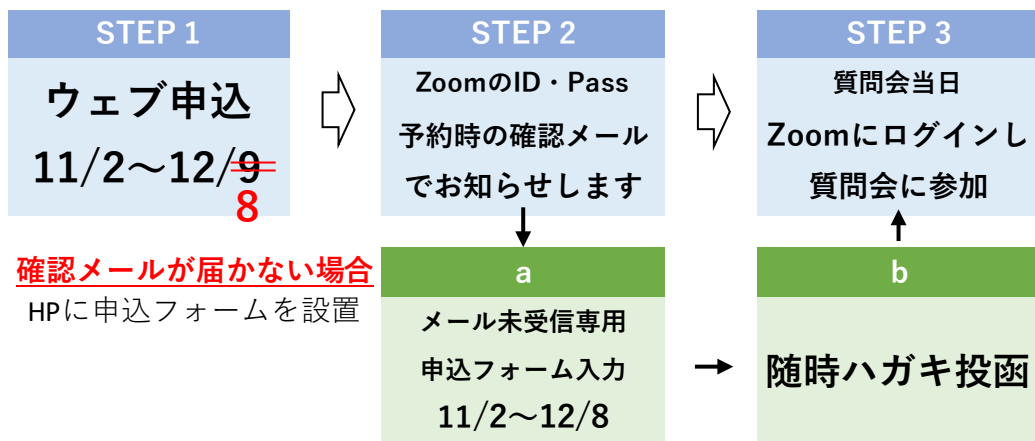 STEP 1
ウェブ申込
11/2～12/9
8
STEP 2
ZoomのID・Pass
予約時の確認メール
でお知らせします
STEP 3
質問会当日
Zoomにログインし
質問会に参加
確認メールが届かない場合
HPに申込フォームを設置
a
メール未受信専用
申込フォーム入力
11/2～12/8
b
随時ハガキ投函